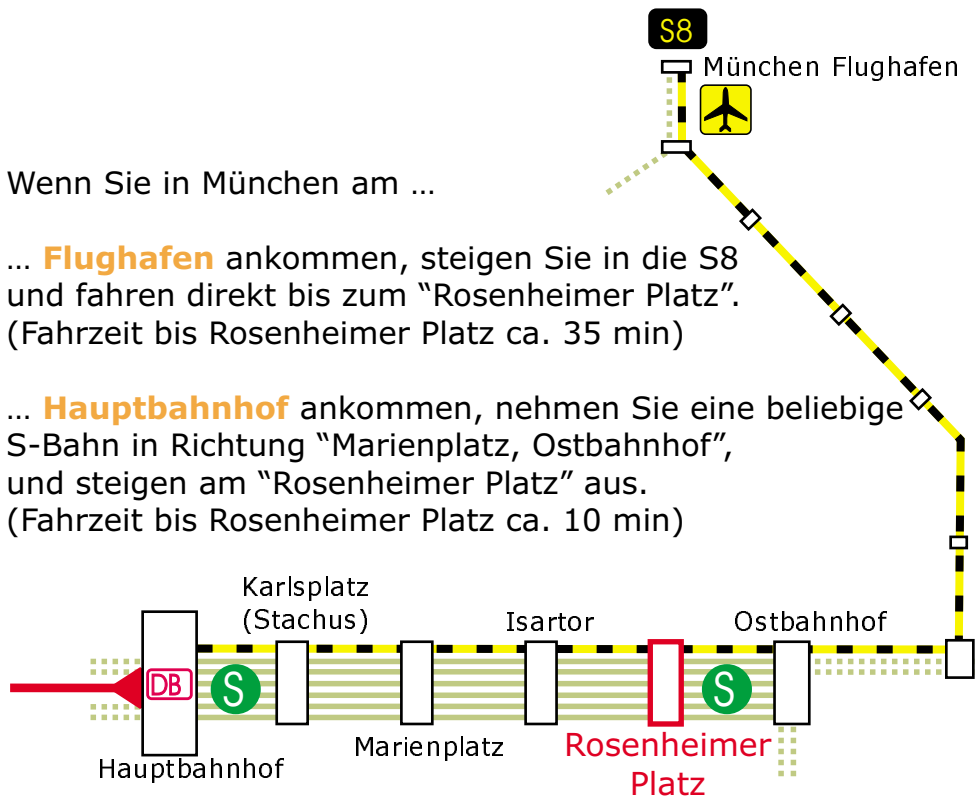 S8
München Flughafen
Wenn Sie in München am …
… Flughafen ankommen, steigen Sie in die S8
und fahren direkt bis zum “Rosenheimer Platz”.
(Fahrzeit bis Rosenheimer Platz ca. 35 min)
… Hauptbahnhof ankommen, nehmen Sie eine beliebige
S-Bahn in Richtung “Marienplatz, Ostbahnhof”,
und steigen am “Rosenheimer Platz” aus.
(Fahrzeit bis Rosenheimer Platz ca. 10 min)
Karlsplatz
(Stachus)
Isartor
Ostbahnhof
DB
S
S
Marienplatz
Rosenheimer
Platz
Hauptbahnhof